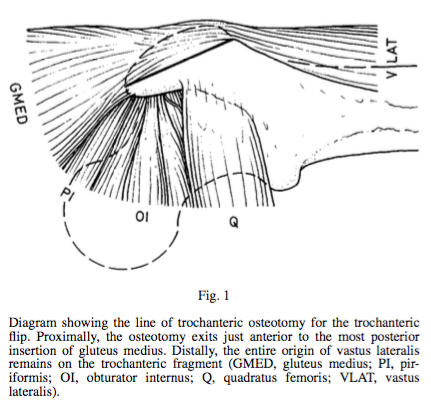 GMED
V LAT
PI
OI
Q
Fig. 1
Diagram showing the line of trochanteric osteotomy for the trochanteric
flip. Proximally, the osteotomy exits just anterior to the most posterior
insertion of gluteus medius. Distally, the entire origin of vastus lateralis
remains on the trochanteric fragment (GMED, gluteus medius; PI, pir-
iformis; OI, obturator internus; Q, quadratus femoris; VLAT, vastus
lateralis).